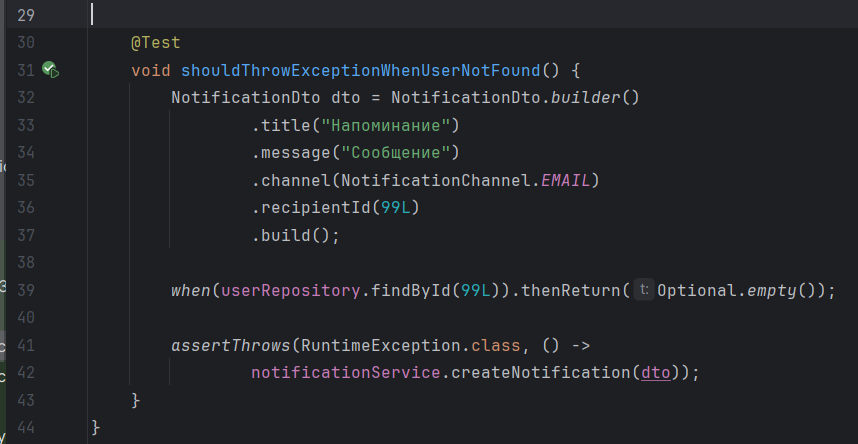 29
30 @Test
31 void shouldThrowExceptionWhenUserNotFound() {
32 NotificationDto dto = NotificationDto.builder()
33 .title("Напоминание")
34 .message("Сообщение")
35 .channel(NotificationChannel.EMAIL)
36 .recipientId(99L)
37 .build();
38
39 when(userRepository.findById(99L)).thenReturn( t: Optional.empty());
40
41 assertThrows(RuntimeException.class, () ->
42 notificationService.createNotification(dto));
43 }
44 }